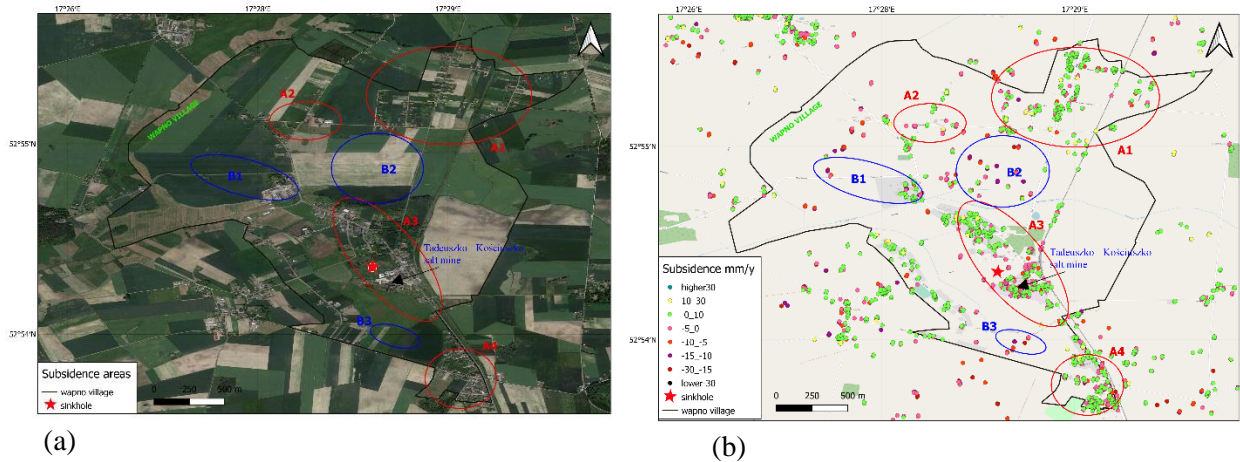 17°26'E
17°28'E
17°29'E
52°55'N
52°54'N
WAPNO VILLAGE
A2
A1
B1
B2
A3
Tadeuszko Kościuszko
salt mine
B3
A4
Subsidence areas
wapno village
sinkhole
0 250 500 m
(a)
17°26'E
17°28'E
17°29'E
52°55'N
52°54'N
WAPNO VILLAGE
A2
A1
B1
B2
A3
Tadeuszko Kościuszko
salt mine
B3
A4
Subsidence mm/y
higher30
10_30
0_10
-5_0
-10_-5
-15_-10
-30_-15
lower-30
sinkhole
wapno village
0 250 500 m
(b)